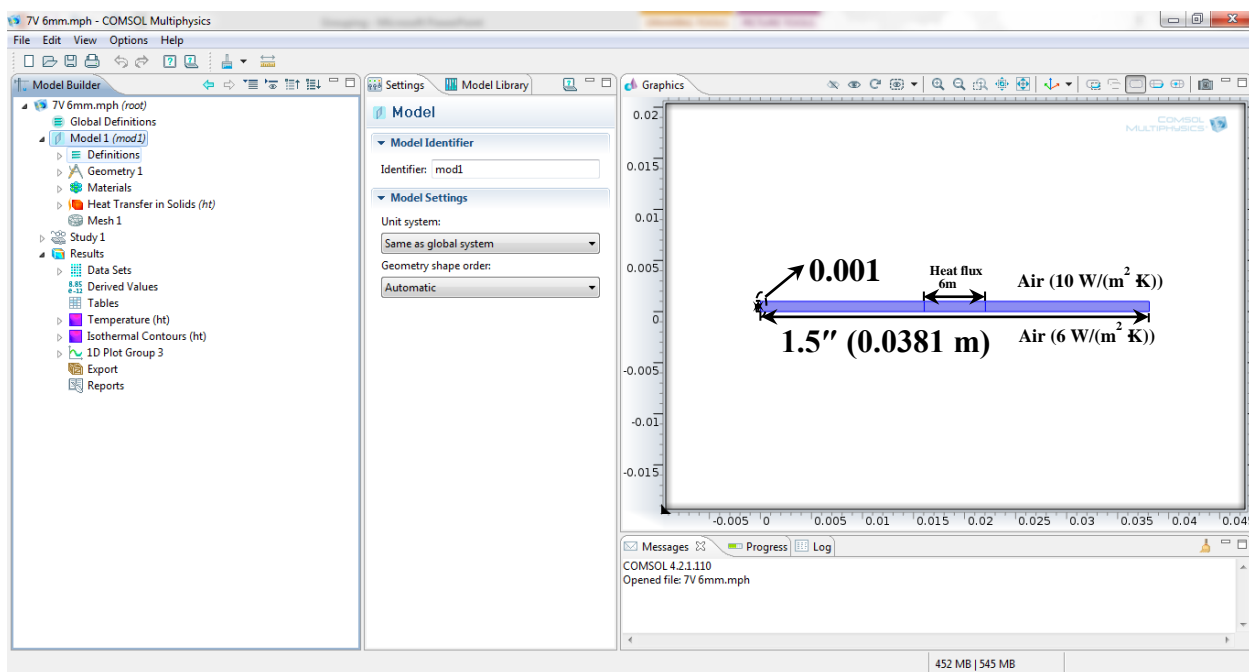 7V 6mm.mph - COMSOL Multiphysics
File Edit View Options Help
Model Builder
7V 6mm.mph (root)
Global Definitions
Model 1 (mod1)
Definitions
Geometry 1
Materials
Heat Transfer in Solids (ht)
Mesh 1
Study 1
Results
Data Sets
8.85
e-12
Derived Values
Tables
Temperature (ht)
Isothermal Contours (ht)
1D Plot Group 3
Export
Reports
Settings
Model Library
Model
Model Identifier
Identifier: mod1
Model Settings
Unit system:
Same as global system
Geometry shape order:
Automatic
Graphics
COMSOL
MULTIPHYSICS
0.02
0.015
0.01
0.005
0
-0.005
-0.01
-0.015
0.001
Heat flux
6m
Air (10 W/(m² K))
1.5″ (0.0381 m)
Air (6 W/(m² K))
-0.005 0 0.005 0.01 0.015 0.02 0.025 0.03 0.035 0.04 0.045
Messages Progress Log
COMSOL 4.2.1.110
Opened file: 7V 6mm.mph
452 MB | 545 MB